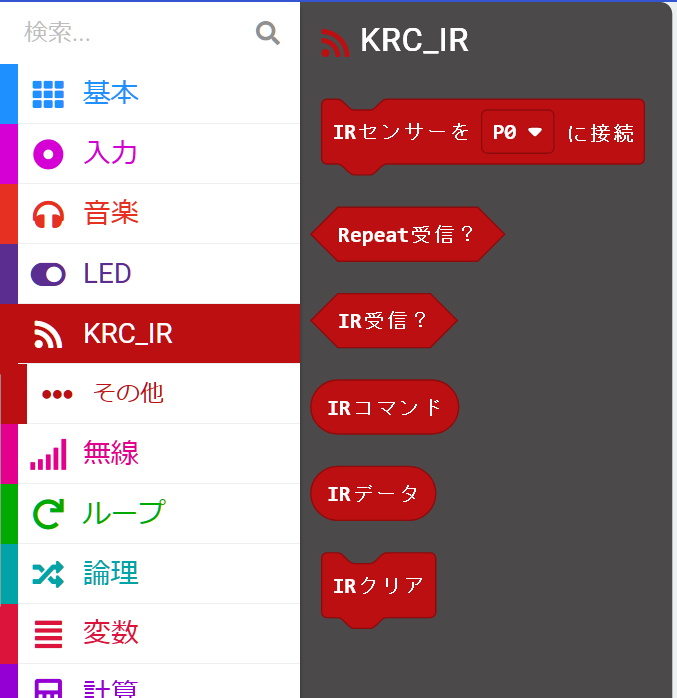 検索...
基本
入力
音楽
LED
KRC_IR
その他
無線
ループ
論理
変数
計算
KRC_IR
IRセンサーを P0 に接続
Repeat受信？
IR受信？
IRコマンド
IRデータ
IRクリア